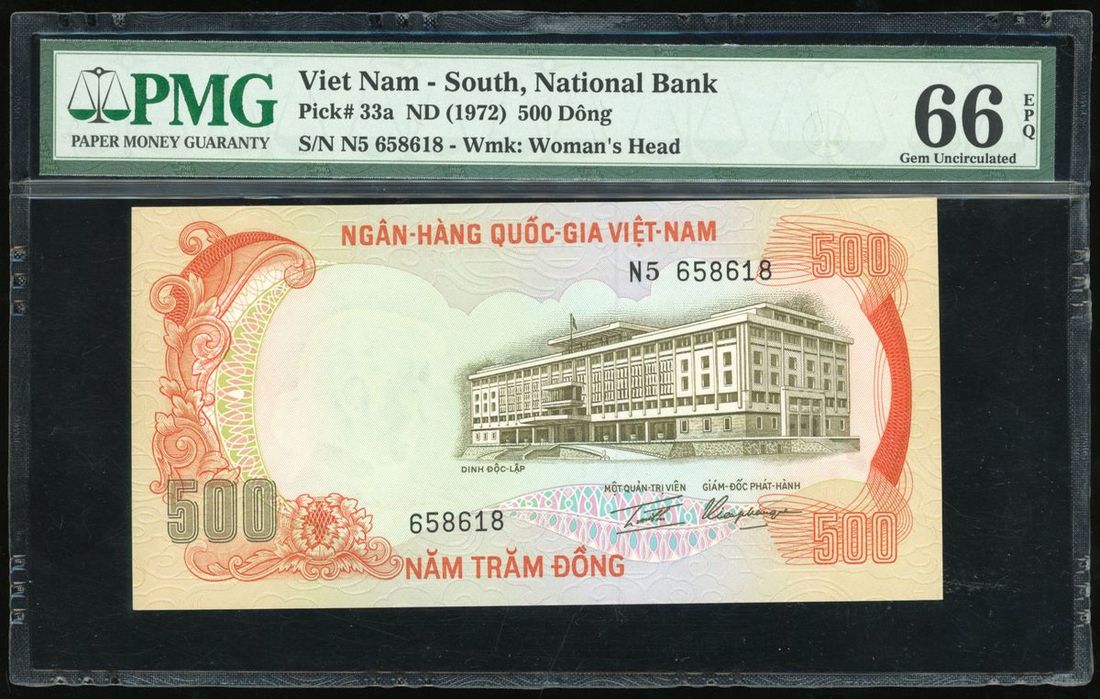 PMG
PAPER MONEY GUARANTY
Viet Nam - South, National Bank
Pick# 33a ND (1972) 500 Dông
S/N N5 658618 - Wmk: Woman's Head
66
EPQ
Gem Uncirculated
NGÂN-HÀNG QUỐC-GIA VIỆT-NAM
500
N5 658618
DINH ĐỘC-LẬP
MỘT QUẢN-TRỊ VIÊN GIÁM-ĐỐC PHÁT-HÀNH
500
658618
500
NĂM TRĂM ĐỒNG